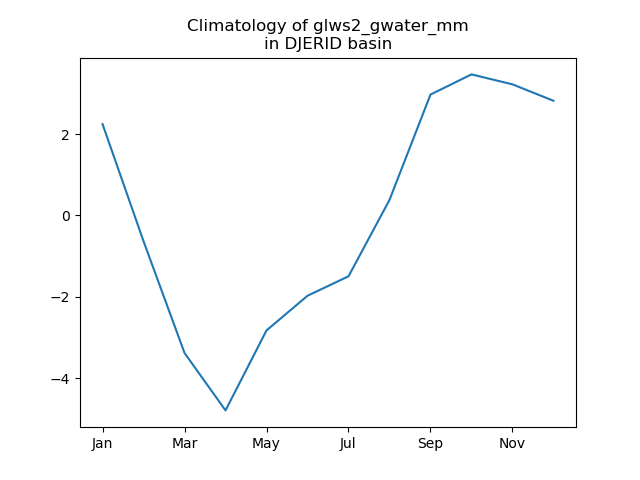 Climatology of glws2_gwater_mm
in DJERID basin
2
0
−2
−4
Jan
Mar
May
Jul
Sep
Nov